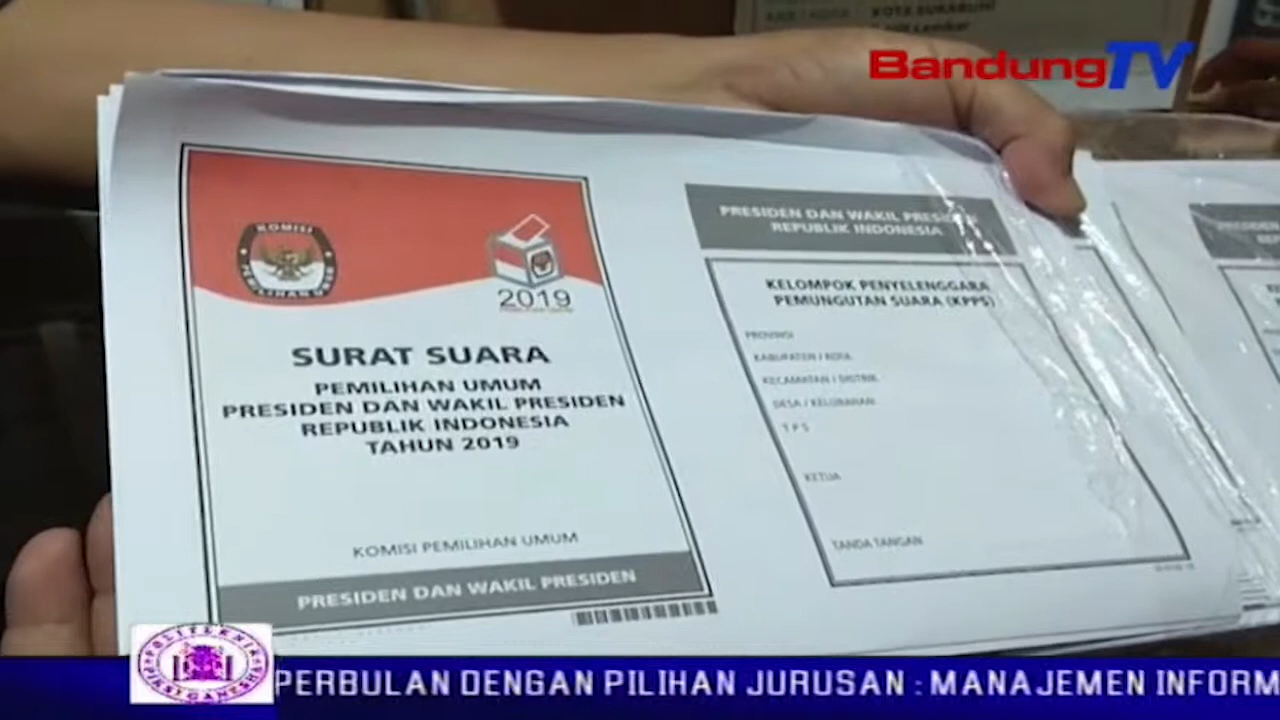 KOTA SUKABUMI
BandungTV
KOMISI
PEMILIHAN UMUM
2019
SURAT SUARA
PEMILIHAN UMUM
PRESIDEN DAN WAKIL PRESIDEN
REPUBLIK INDONESIA
TAHUN 2019
KOMISI PEMILIHAN UMUM
PRESIDEN DAN WAKIL PRESIDEN
PRESIDEN DAN WAKIL PRESIDEN
REPUBLIK INDONESIA
KELOMPOK PENYELENGGARA
PEMUNGUTAN SUARA (KPPS)
PROVINSI
KABUPATEN / KOTA
KECAMATAN / DISTRIK
DESA / KELURAHAN
T P S
KETUA
TANDA TANGAN
PERBULAN DENGAN PILIHAN JURUSAN : MANAJEMEN INFORM